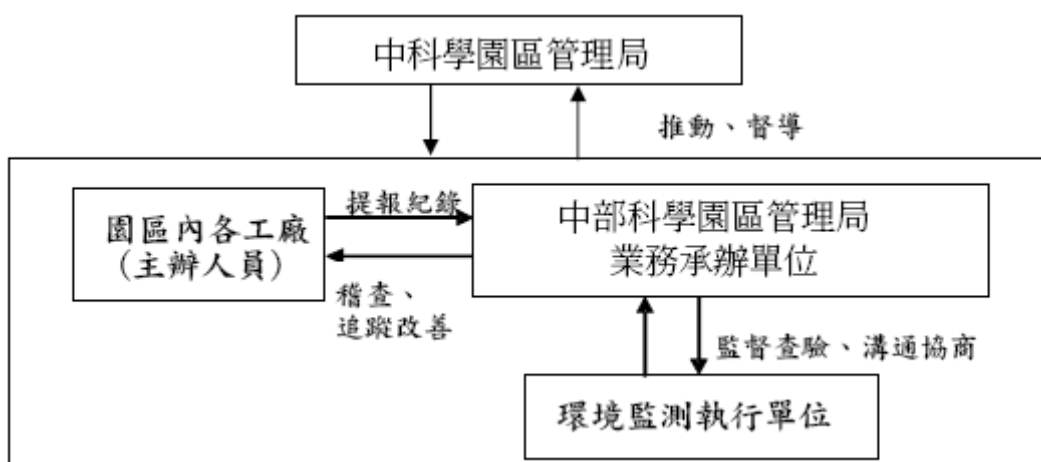 中科學園區管理局
推動、督導
園區內各工廠
(主辦人員)
提報紀錄
稽查、
追蹤改善
中部科學園區管理局
業務承辦單位
監督查驗、溝通協商
環境監測執行單位